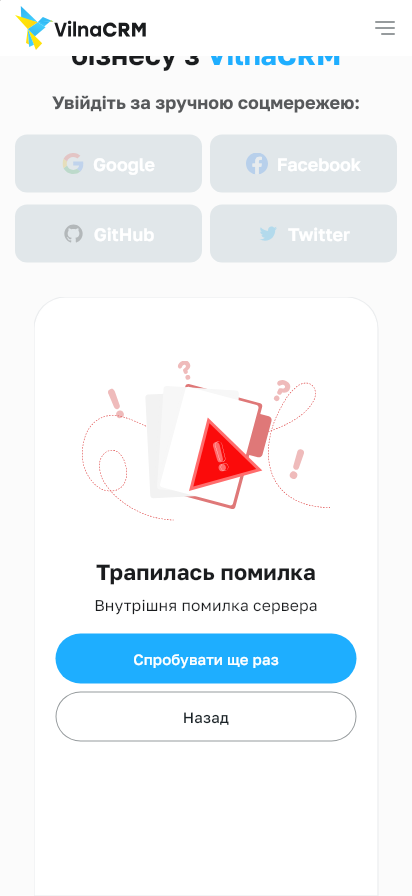 VilnaCRM
бізнесу з VilnaCRM
Увійдіть за зручною соцмережею:
Google
Facebook
GitHub
Twitter
Трапилась помилка
Внутрішня помилка сервера
Спробувати ще раз
Назад